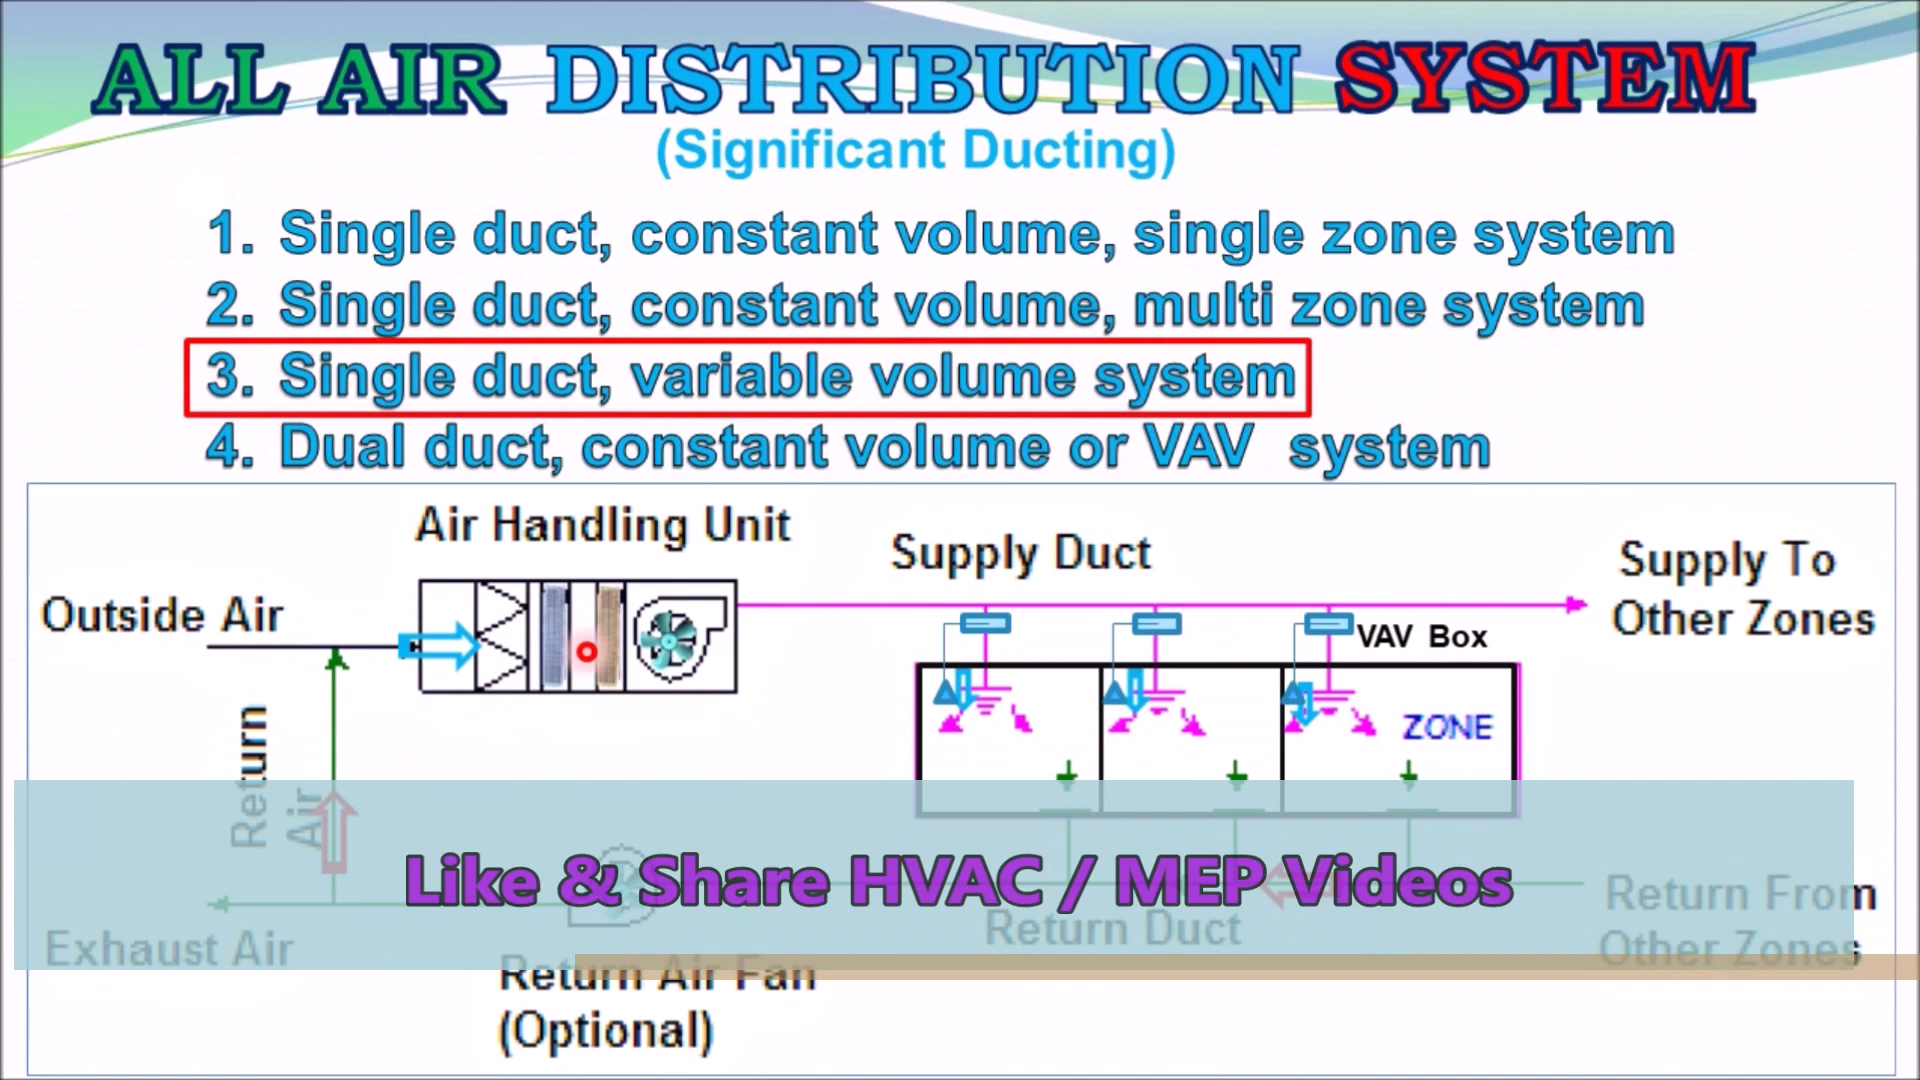 ALL AIR DISTRIBUTION SYSTEM
(Significant Ducting)
1. Single duct, constant volume, single zone system
2. Single duct, constant volume, multi zone system
3. Single duct, variable volume system
4. Dual duct, constant volume or VAV system
Air Handling Unit
Supply Duct
Supply To
Other Zones
Outside Air
VAV Box
ZONE
Return
Air
Like & Share HVAC / MEP Videos
Return From
Other Zones
Return Duct
Exhaust Air
Return Air Fan
(Optional)